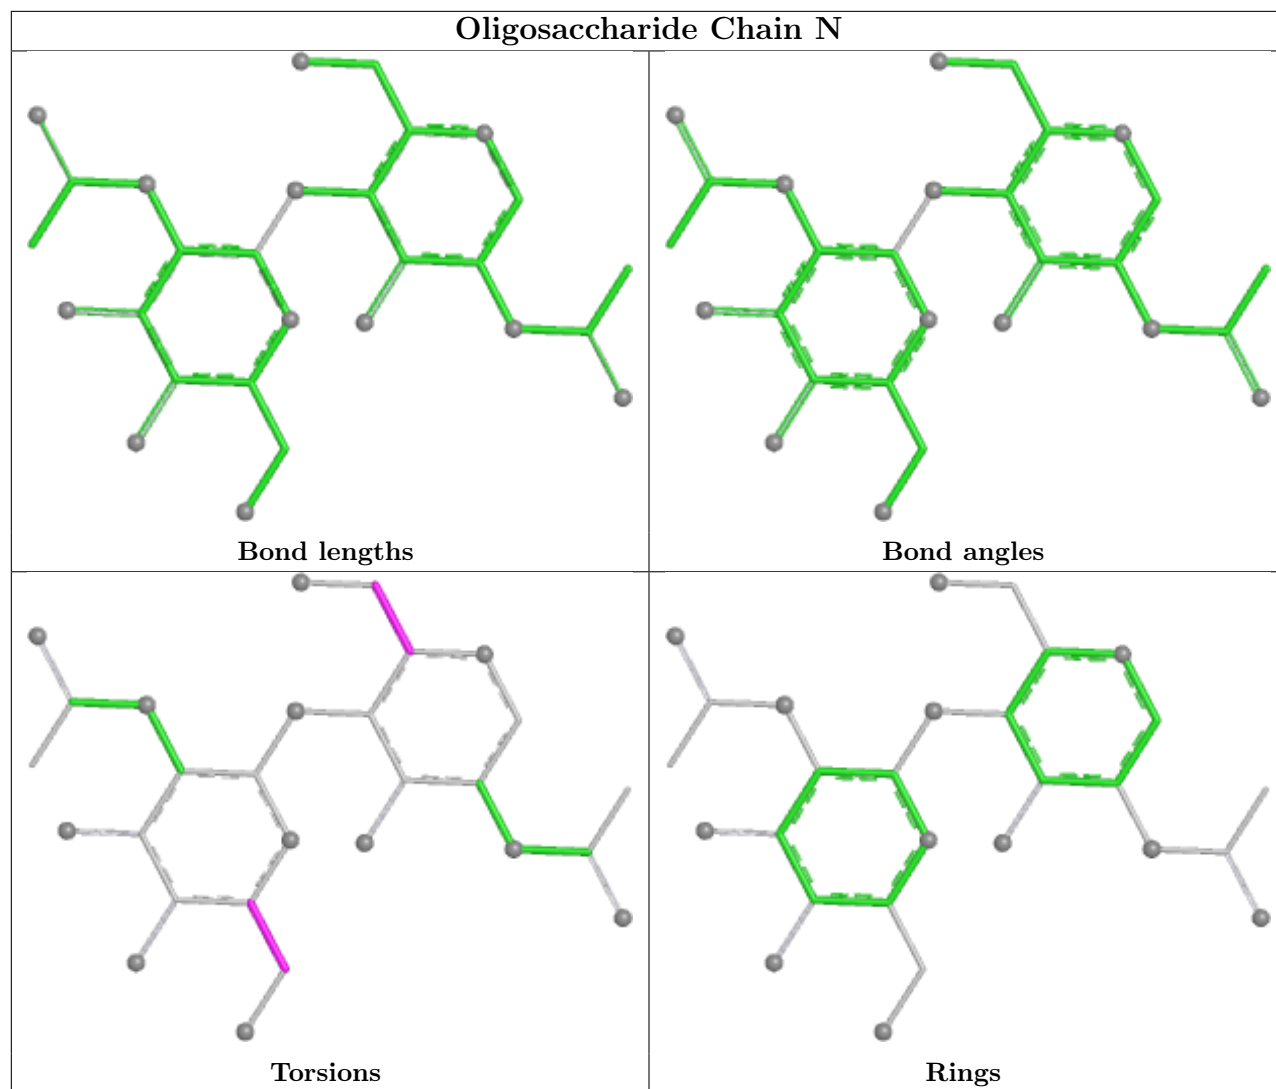 Oligosaccharide Chain N
Bond lengths
Bond angles
Torsions
Rings